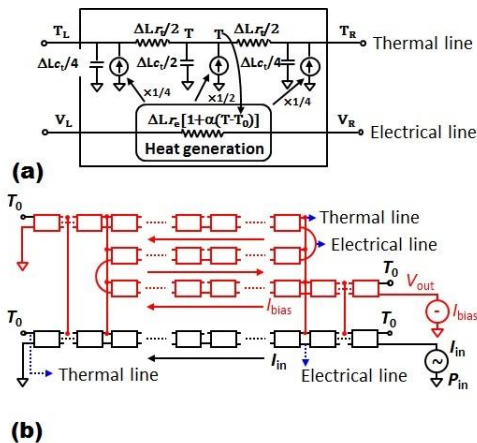 T_L ΔLr_t/2 T T ΔLr_t/2 T_R Thermal line
ΔLc_t/4 ΔLc_t/2 ΔLc_t/4
×1/4 ×1/2 ×1/4
V_L ΔLr_e[1+α(T-T_0)] V_R Electrical line
Heat generation
(a)
T_0 Thermal line
Electrical line
T_0
V_out
I_bias I_bias
T_0 T_0
I_in I_in
Thermal line Electrical line P_in
(b)